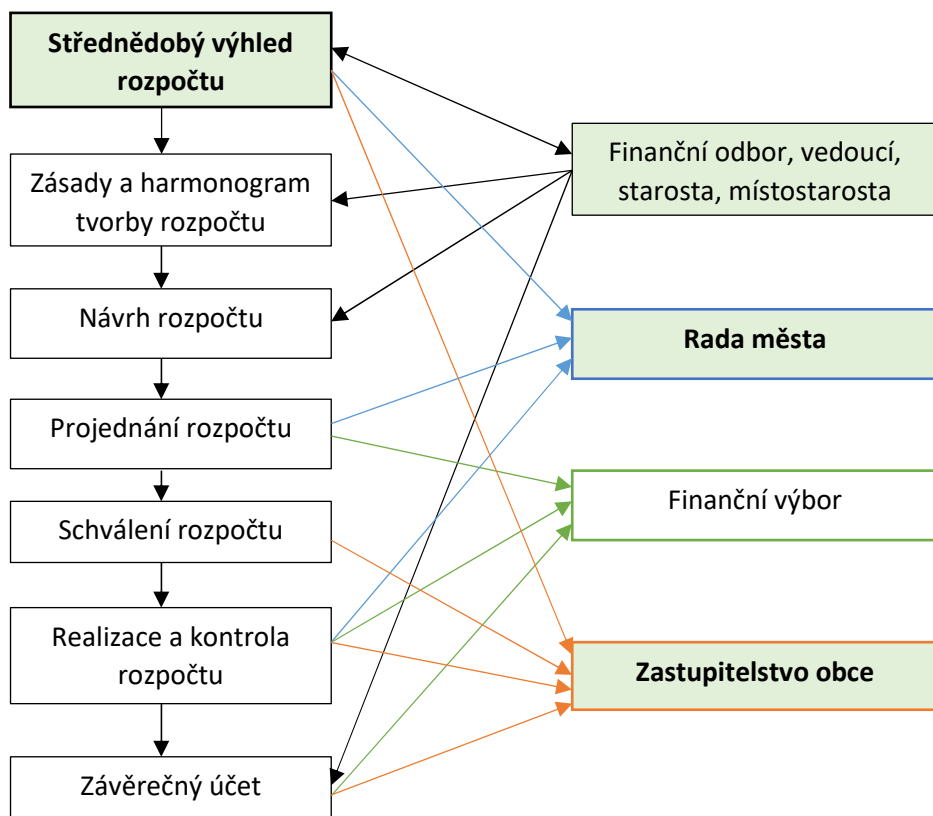 Střednědobý výhled
rozpočtu
Zásady a harmonogram
tvorby rozpočtu
Návrh rozpočtu
Projednání rozpočtu
Schválení rozpočtu
Realizace a kontrola
rozpočtu
Závěrečný účet
Finanční odbor, vedoucí,
starosta, místostarosta
Rada města
Finanční výbor
Zastupitelstvo obce